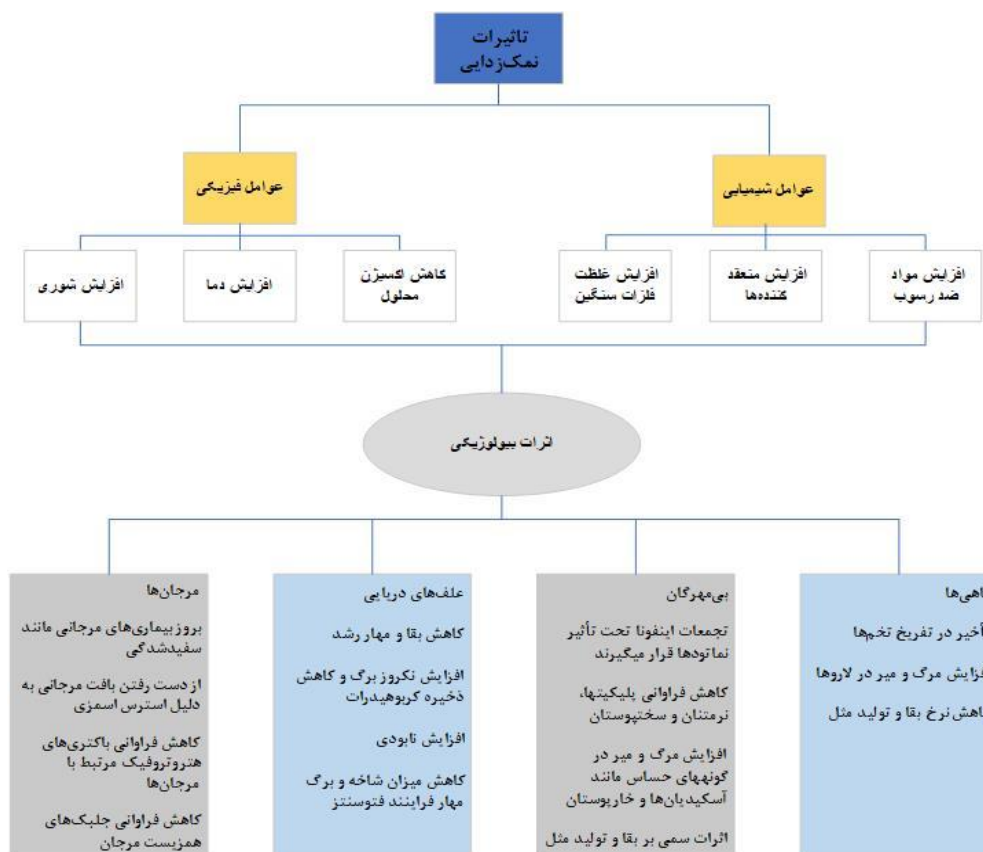 تاثیرات
نمک‌زدایی
عوامل شیمیایی
عوامل فیزیکی
افزایش مواد
ضد رسوب
افزایش منعقد
کننده‌ها
افزایش غلظت
فلزات سنگین
کاهش اکسیژن
محلول
افزایش دما
افزایش شوری
اثرات بیولوژیکی
در تفریخ تخم‌ها
مرگ و میر در لاروها
نرخ بقا و تولید مثل
بی‌مهرگان
تجمعات اینفونا تحت تأثیر
نماتودها قرار میگیرند
کاهش فراوانی پلیکیتها،
نرمتنان و سختپوستان
افزایش مرگ و میر در
گونههای حساس مانند
آسکیدیان‌ها و خارپوستان
اثرات سمی بر بقا و تولید مثل
علف‌های دریایی
کاهش بقا و مهار رشد
افزایش نکروز برگ و کاهش
ذخیره کربوهیدرات
افزایش نابودی
کاهش میزان شاخه و برگ
مهار فرایند فتوسنتز
مرجان‌ها
بروز بیماری‌های مرجانی مانند
سفیدشدگی
از دست رفتن بافت مرجانی به
دلیل استرس اسمزی
کاهش فراوانی باکتری‌های
هتروتروفیک مرتبط با
مرجان‌ها
کاهش فراوانی جلبک‌های
همزیست مرجان